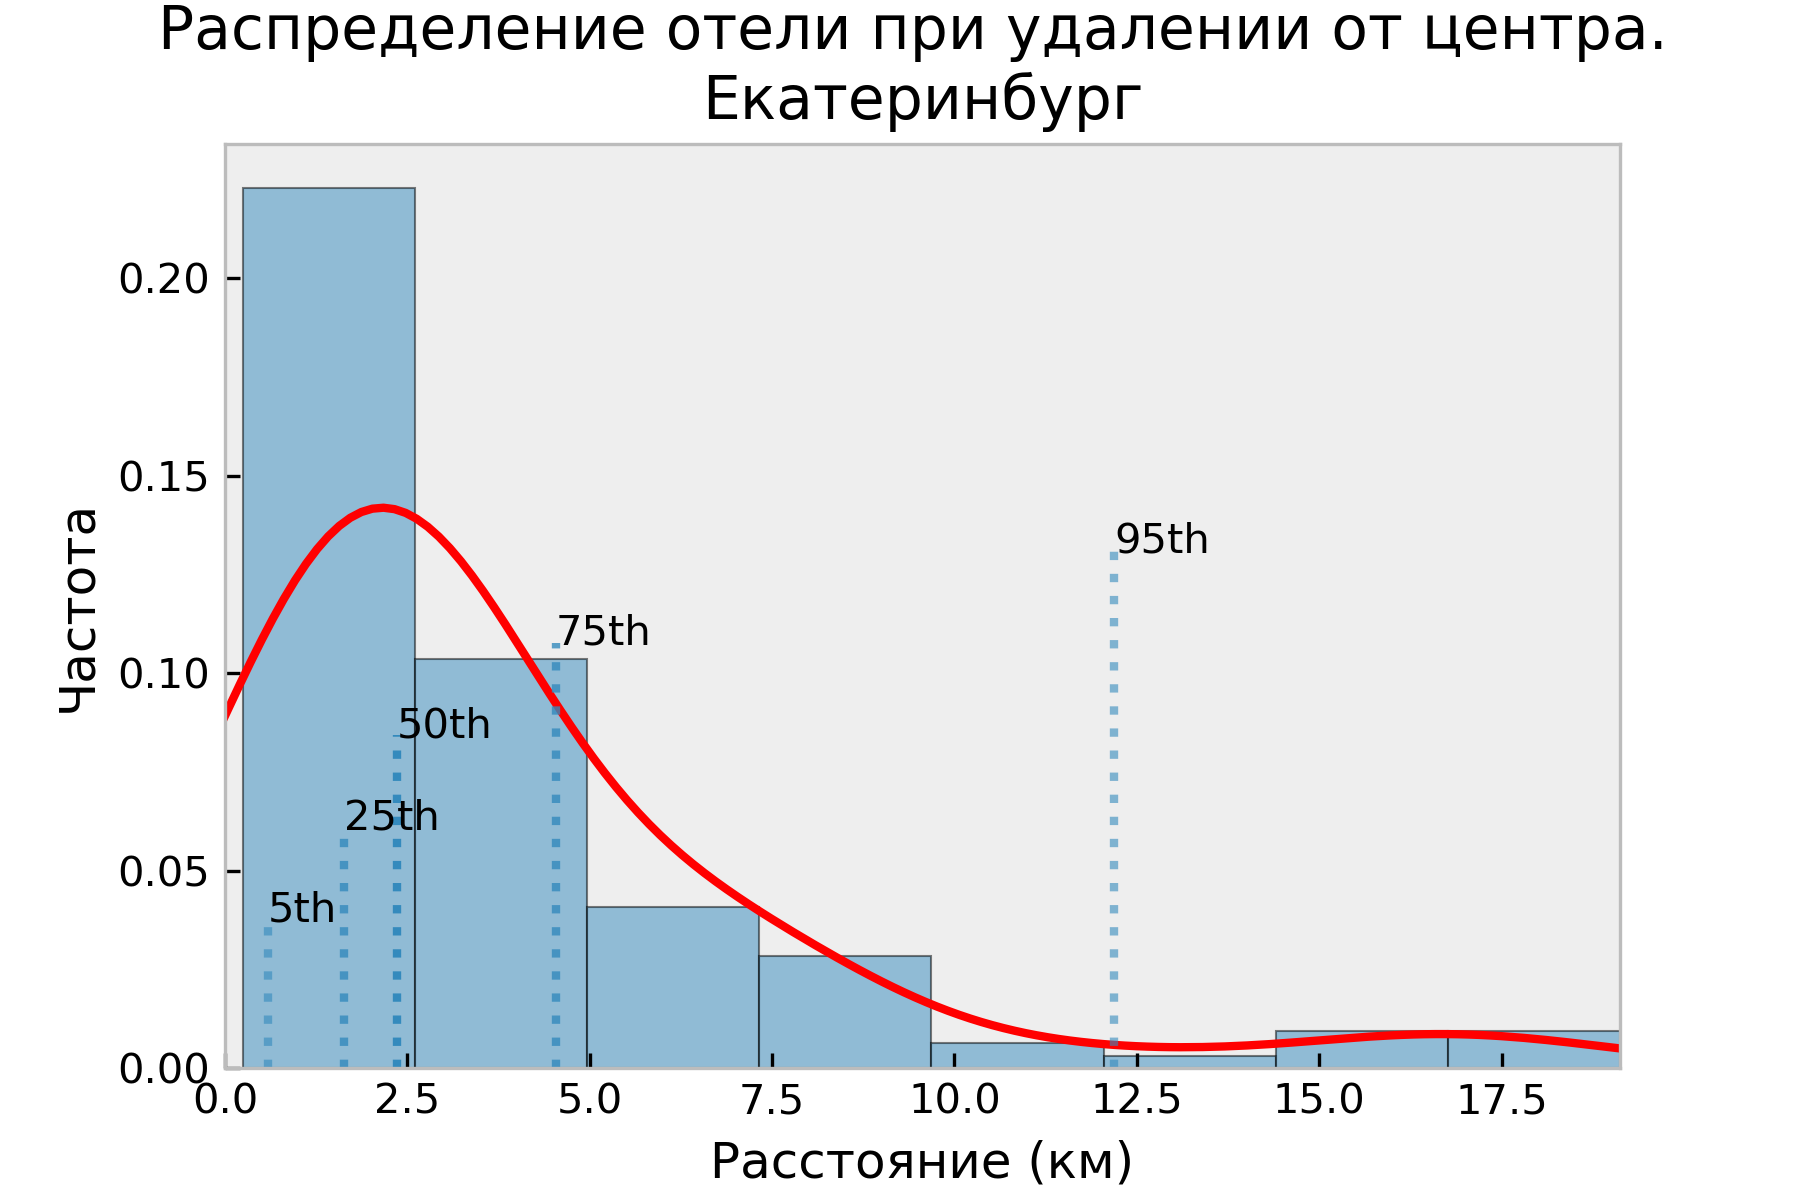 Распределение отели при удалении от центра.
Екатеринбург
Частота
0.20
0.15
0.10
0.05
0.00
5th
25th
50th
75th
95th
0.0 2.5 5.0 7.5 10.0 12.5 15.0 17.5
Расстояние (км)